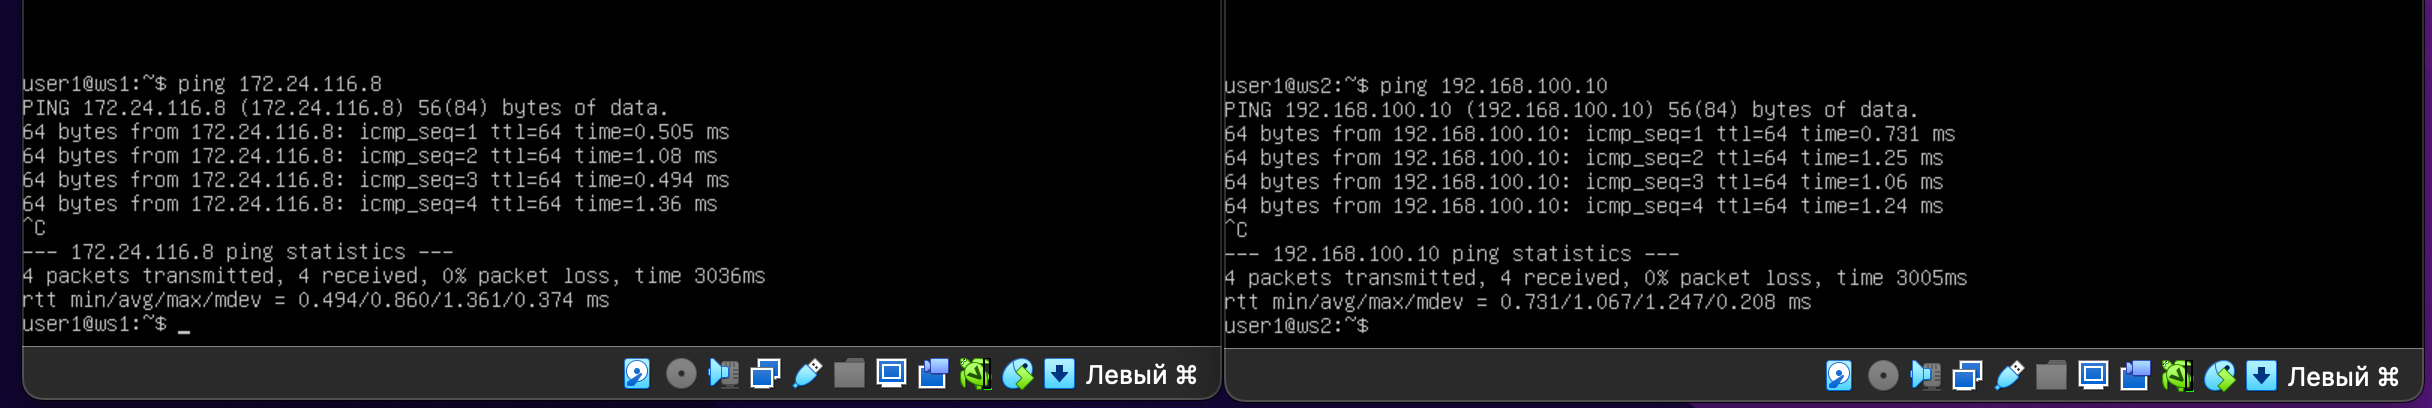 user1@ws1:~$ ping 172.24.116.8
PING 172.24.116.8 (172.24.116.8) 56(84) bytes of data.
64 bytes from 172.24.116.8: icmp_seq=1 ttl=64 time=0.505 ms
64 bytes from 172.24.116.8: icmp_seq=2 ttl=64 time=1.08 ms
64 bytes from 172.24.116.8: icmp_seq=3 ttl=64 time=0.494 ms
64 bytes from 172.24.116.8: icmp_seq=4 ttl=64 time=1.36 ms
^C
--- 172.24.116.8 ping statistics ---
4 packets transmitted, 4 received, 0% packet loss, time 3036ms
rtt min/avg/max/mdev = 0.494/0.860/1.361/0.374 ms
user1@ws1:~$ _
Левый ⌘
user1@ws2:~$ ping 192.168.100.10
PING 192.168.100.10 (192.168.100.10) 56(84) bytes of data.
64 bytes from 192.168.100.10: icmp_seq=1 ttl=64 time=0.731 ms
64 bytes from 192.168.100.10: icmp_seq=2 ttl=64 time=1.25 ms
64 bytes from 192.168.100.10: icmp_seq=3 ttl=64 time=1.06 ms
64 bytes from 192.168.100.10: icmp_seq=4 ttl=64 time=1.24 ms
^C
--- 192.168.100.10 ping statistics ---
4 packets transmitted, 4 received, 0% packet loss, time 3005ms
rtt min/avg/max/mdev = 0.731/1.067/1.247/0.208 ms
user1@ws2:~$
Левый ⌘